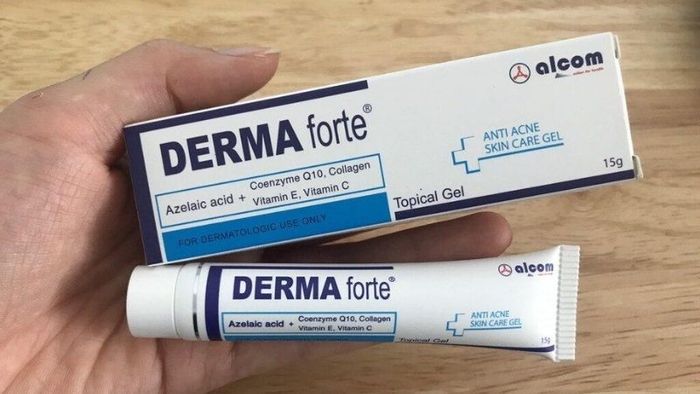 alcom
DERMA forte®
ANTI ACNE
SKIN CARE GEL
Azelaic acid +
Coenzyme Q10, Collagen
Vitamin E, Vitamin C
15g
Topical Gel
FOR DERMATOLOGIC USE ONLY
alcom
DERMA forte®
Azelaic acid +
Coenzyme Q10, Collagen
Vitamin E, Vitamin C
ANTI ACNE
SKIN CARE GEL
Topical Gel
15g